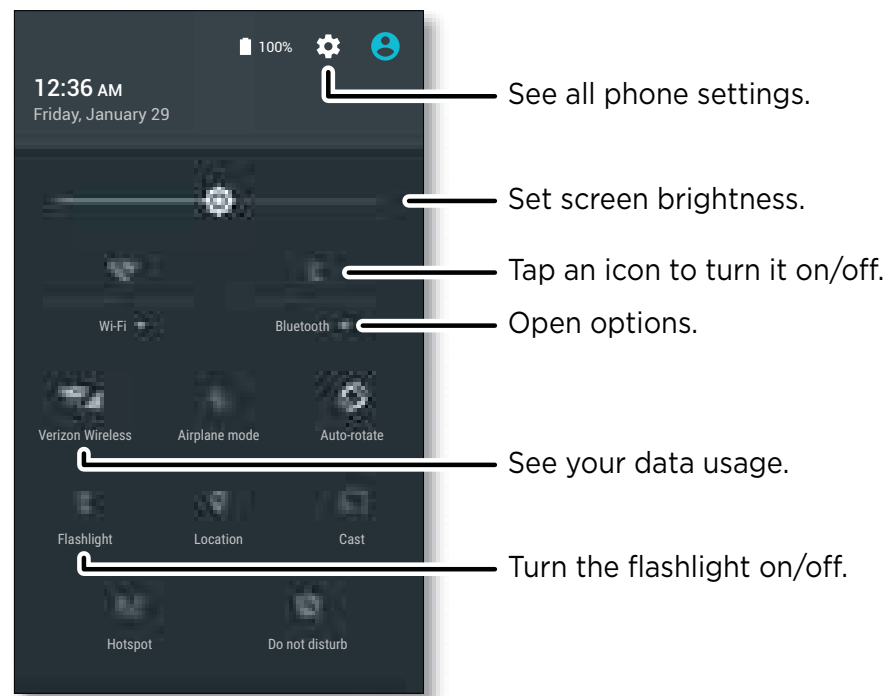 100%
See all phone settings.
12:36 AM
Friday, January 29
Set screen brightness.
Tap an icon to turn it on/off.
Wi-Fi Bluetooth
Open options.
Verizon Wireless Airplane mode Auto-rotate
See your data usage.
Flashlight Location Cast
Turn the flashlight on/off.
Hotspot Do not disturb